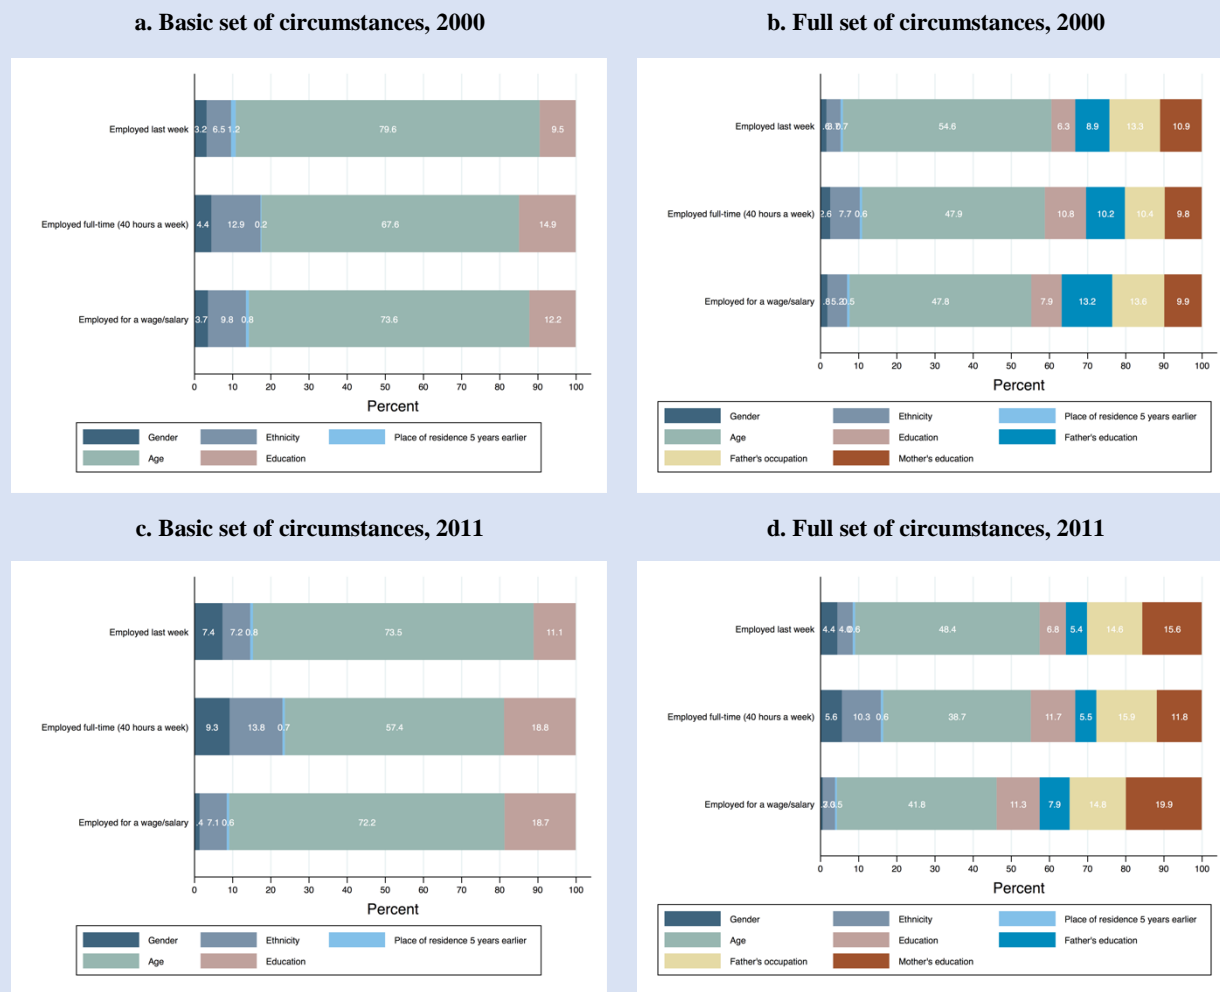 a. Basic set of circumstances, 2000
Employed last week
3.2 6.5 1.2 79.6 9.5
Employed full-time (40 hours a week)
4.4 12.9 0.2 67.6 14.9
Employed for a wage/salary
3.7 9.8 0.8 73.6 12.2
0 10 20 30 40 50 60 70 80 90 100
Percent
Gender Ethnicity Place of residence 5 years earlier
Age Education
b. Full set of circumstances, 2000
Employed last week
54.6 6.3 8.9 13.3 10.9
Employed full-time (40 hours a week)
2.6 7.7 0.6 47.9 10.8 10.2 10.4 9.8
Employed for a wage/salary
.8 5.2 0.5 47.8 7.9 13.2 13.6 9.9
0 10 20 30 40 50 60 70 80 90 100
Percent
Gender Ethnicity Place of residence 5 years earlier
Age Education Father's education
Father's occupation Mother's education
c. Basic set of circumstances, 2011
Employed last week
7.4 7.2 0.8 73.5 11.1
Employed full-time (40 hours a week)
9.3 13.8 0.7 57.4 18.8
Employed for a wage/salary
.4 7.1 0.6 72.2 18.7
0 10 20 30 40 50 60 70 80 90 100
Percent
Gender Ethnicity Place of residence 5 years earlier
Age Education
d. Full set of circumstances, 2011
Employed last week
4.4 4.0 0.6 48.4 6.8 5.4 14.6 15.6
Employed full-time (40 hours a week)
5.6 10.3 0.6 38.7 11.7 5.5 15.9 11.8
Employed for a wage/salary
41.8 11.3 7.9 14.8 19.9
0 10 20 30 40 50 60 70 80 90 100
Percent
Gender Ethnicity Place of residence 5 years earlier
Age Education Father's education
Father's occupation Mother's education